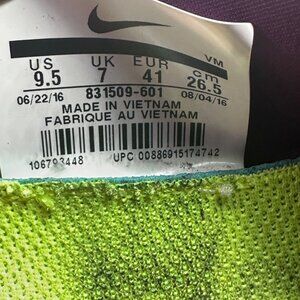 VM
US UK EUR cm
9.5 7 41 26.5
06/22/16 831509-601 08/04/16
MADE IN VIETNAM
FABRIQUE AU VIETNAM
106793448 UPC 00886915174742